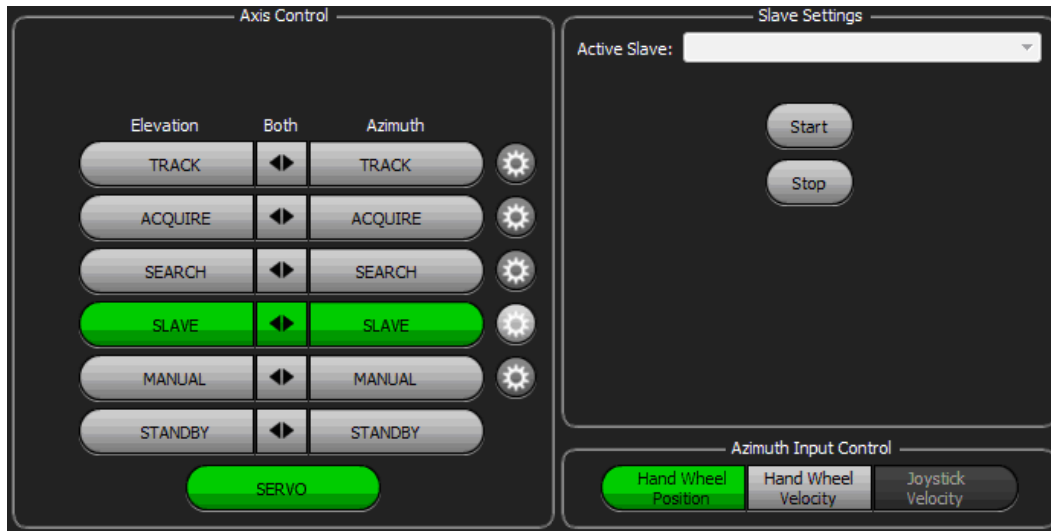 Axis Control
Elevation Both Azimuth
TRACK TRACK
ACQUIRE ACQUIRE
SEARCH SEARCH
SLAVE SLAVE
MANUAL MANUAL
STANDBY STANDBY
SERVO
Slave Settings
Active Slave:
Start
Stop
Azimuth Input Control
Hand Wheel
Position
Hand Wheel
Velocity
Joystick
Velocity